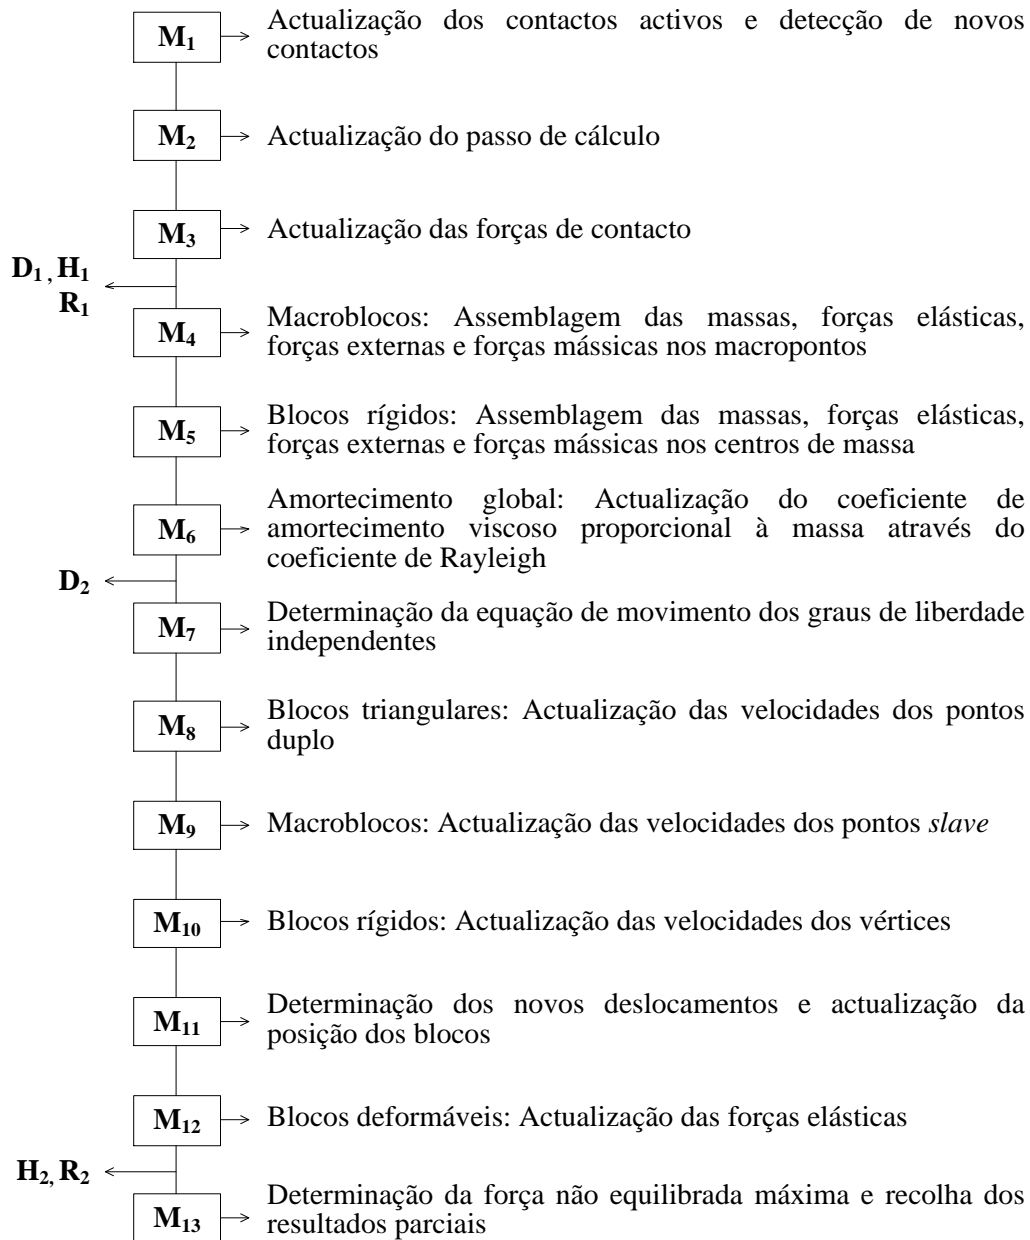 M1
Actualização dos contactos activos e detecção de novos
contactos
M2
Actualização do passo de cálculo
M3
Actualização das forças de contacto
D1 , H1
R1
M4
Macroblocos: Assemblagem das massas, forças elásticas,
forças externas e forças mássicas nos macropontos
M5
Blocos rígidos: Assemblagem das massas, forças elásticas,
forças externas e forças mássicas nos centros de massa
M6
Amortecimento global: Actualização do coeficiente de
amortecimento viscoso proporcional à massa através do
coeficiente de Rayleigh
D2
M7
Determinação da equação de movimento dos graus de liberdade
independentes
M8
Blocos triangulares: Actualização das velocidades dos pontos
duplo
M9
Macroblocos: Actualização das velocidades dos pontos slave
M10
Blocos rígidos: Actualização das velocidades dos vértices
M11
Determinação dos novos deslocamentos e actualização da
posição dos blocos
M12
Blocos deformáveis: Actualização das forças elásticas
H2, R2
M13
Determinação da força não equilibrada máxima e recolha dos
resultados parciais